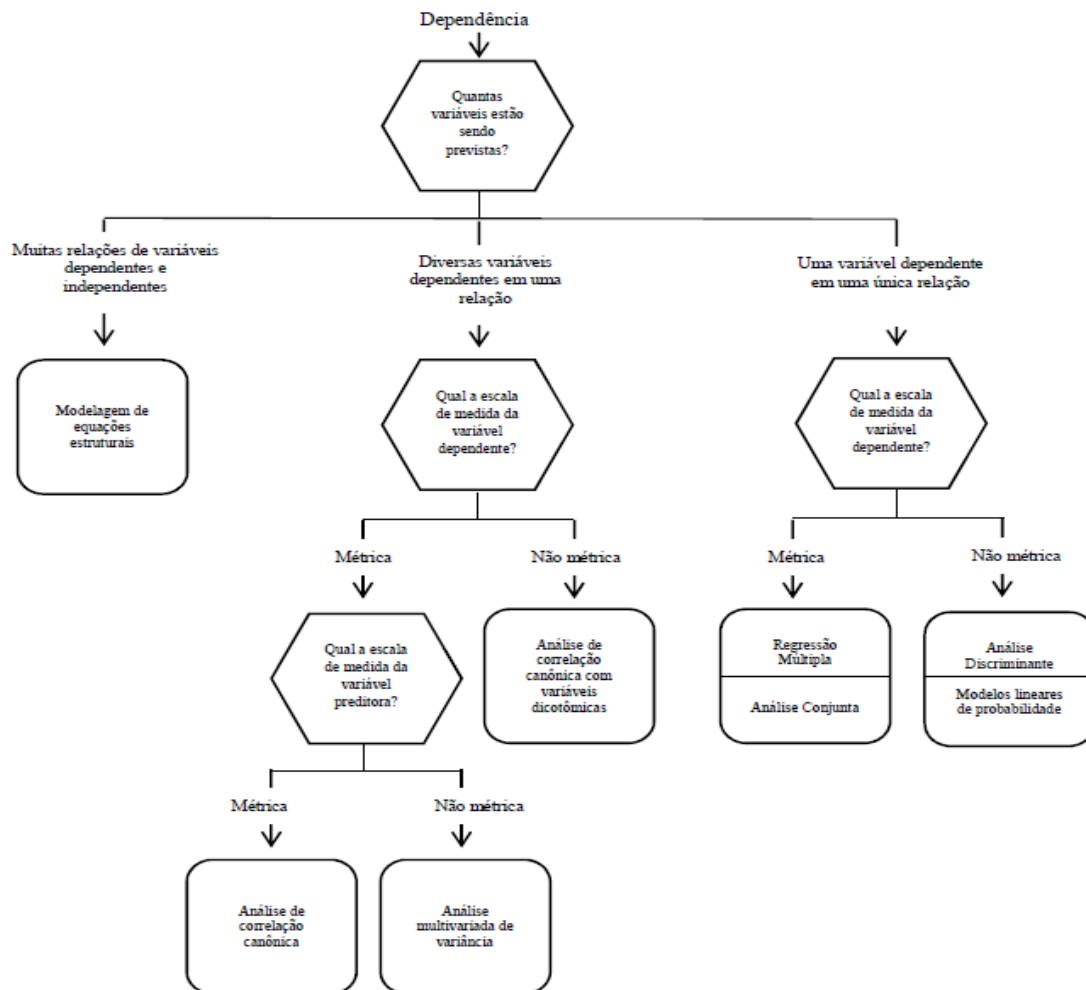 Dependência
Quantas
variáveis estão
sendo
previstas?
Muitas relações de variáveis
dependentes e
independentes
Diversas variáveis
dependentes em uma
relação
Uma variável dependente
em uma única relação
Modelagem de
equações
estruturais
Qual a escala
de medida da
variável
dependente?
Qual a escala
de medida da
variável
dependente?
Métrica
Não métrica
Métrica
Não métrica
Qual a escala
de medida da
variável
preditora?
Análise de
correlação
canônica com
variáveis
dicotômicas
Regressão
Múltipla
Análise Conjunta
Análise
Discriminante
Modelos lineares
de probabilidade
Métrica
Não métrica
Análise de
correlação
canônica
Análise
multivariada de
variância